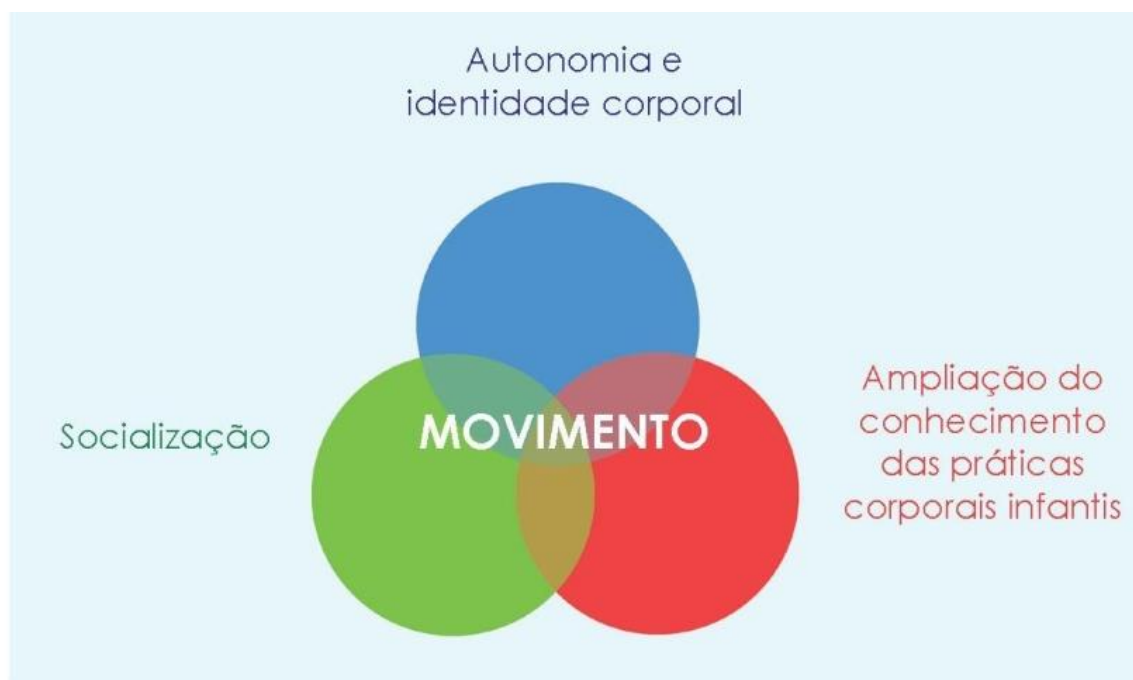 Autonomia e
identidade corporal
Socialização
MOVIMENTO
Ampliação do
conhecimento
das práticas
corporais infantis